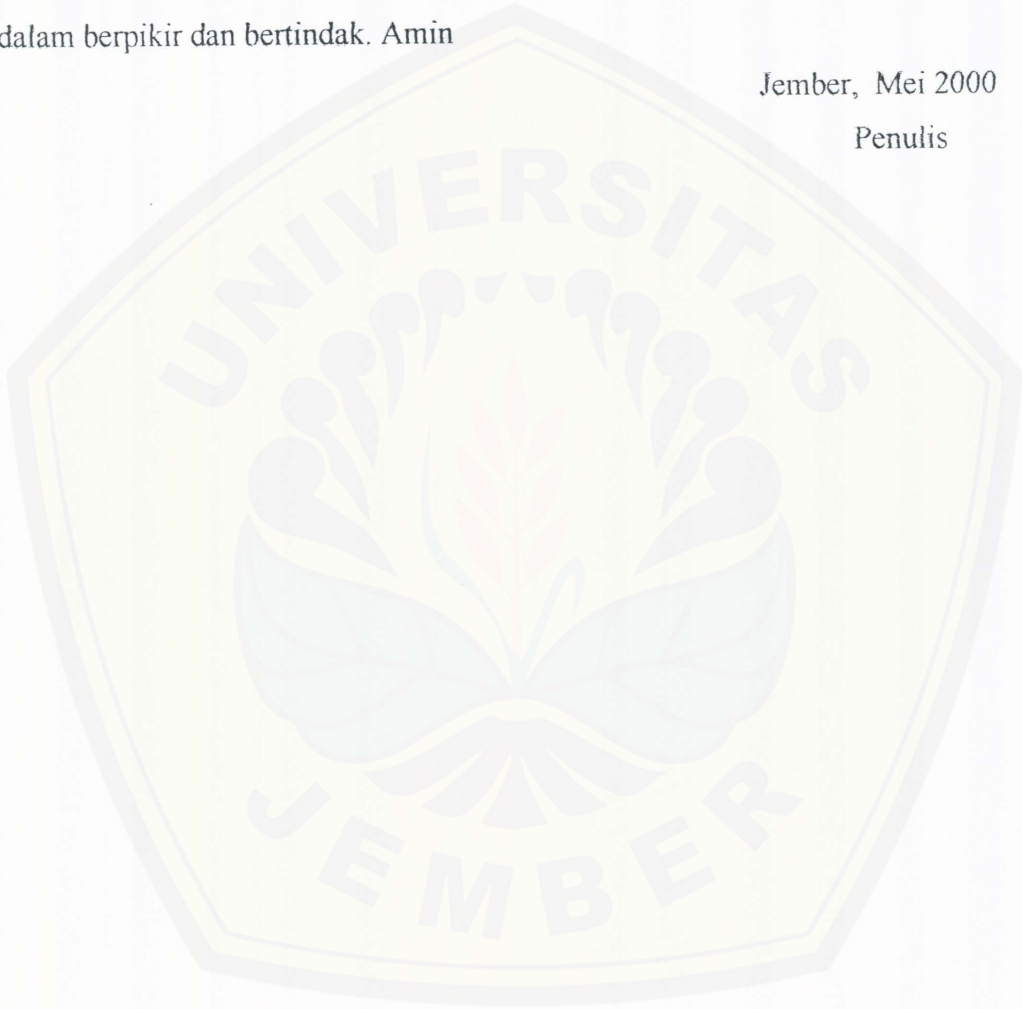 dalam berpikir dan bertindak. Amin
Jember, Mei 2000
Penulis
UNIVERSITAS
JEMBER